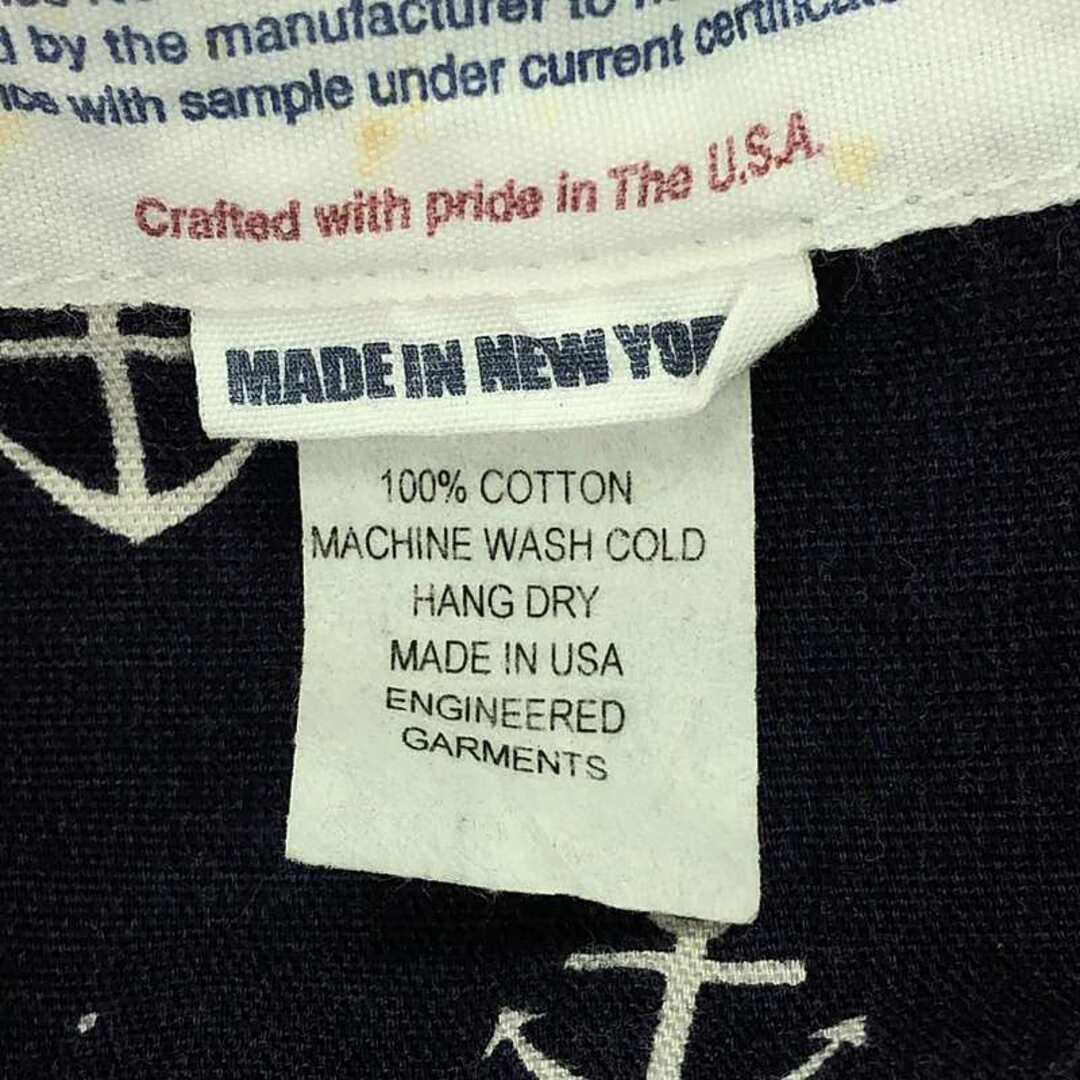 by the manufacturer to
with sample under current
Crafted with pride in The U.S.A.
MADE IN NEW
100% COTTON
MACHINE WASH COLD
HANG DRY
MADE IN USA
ENGINEERED
GARMENTS